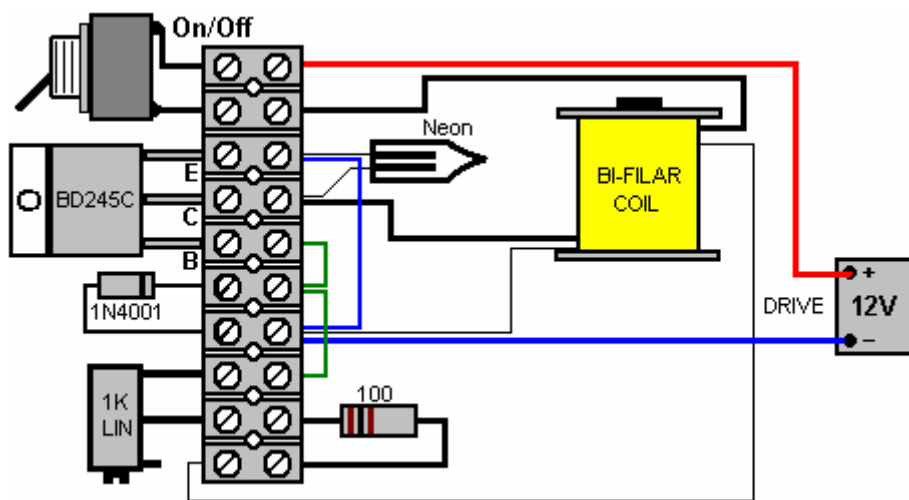 On/Off
Neon
E
BD245C
C
BI-FILAR
COIL
B
+
1N4001
DRIVE
12V
–
100
1K
LIN